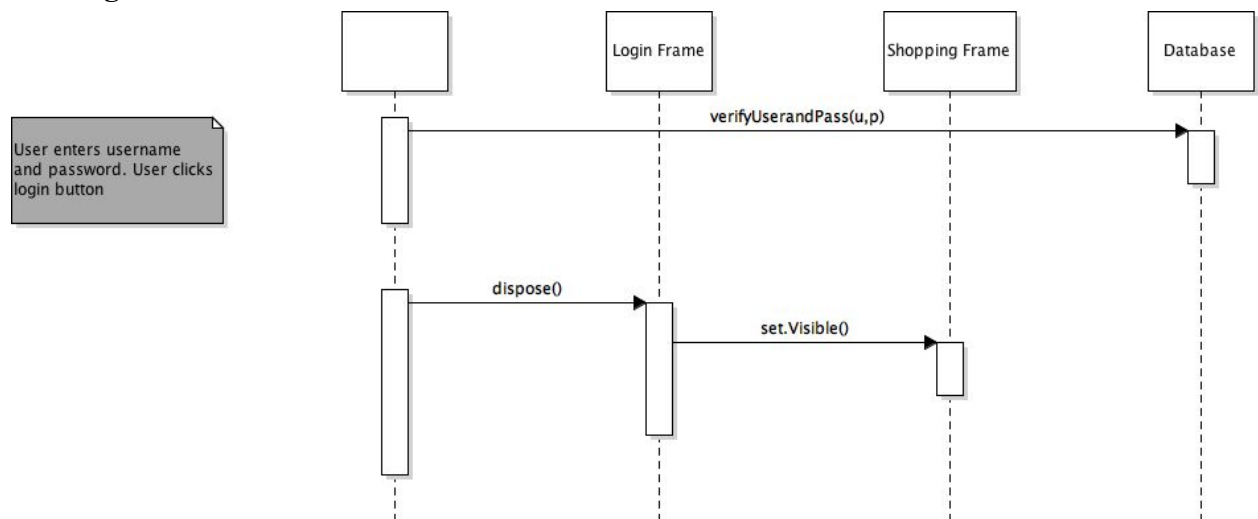 Login Frame
Shopping Frame
Database
verifyUserandPass(u,p)
User enters username
and password. User clicks
login button
dispose()
set.Visible()